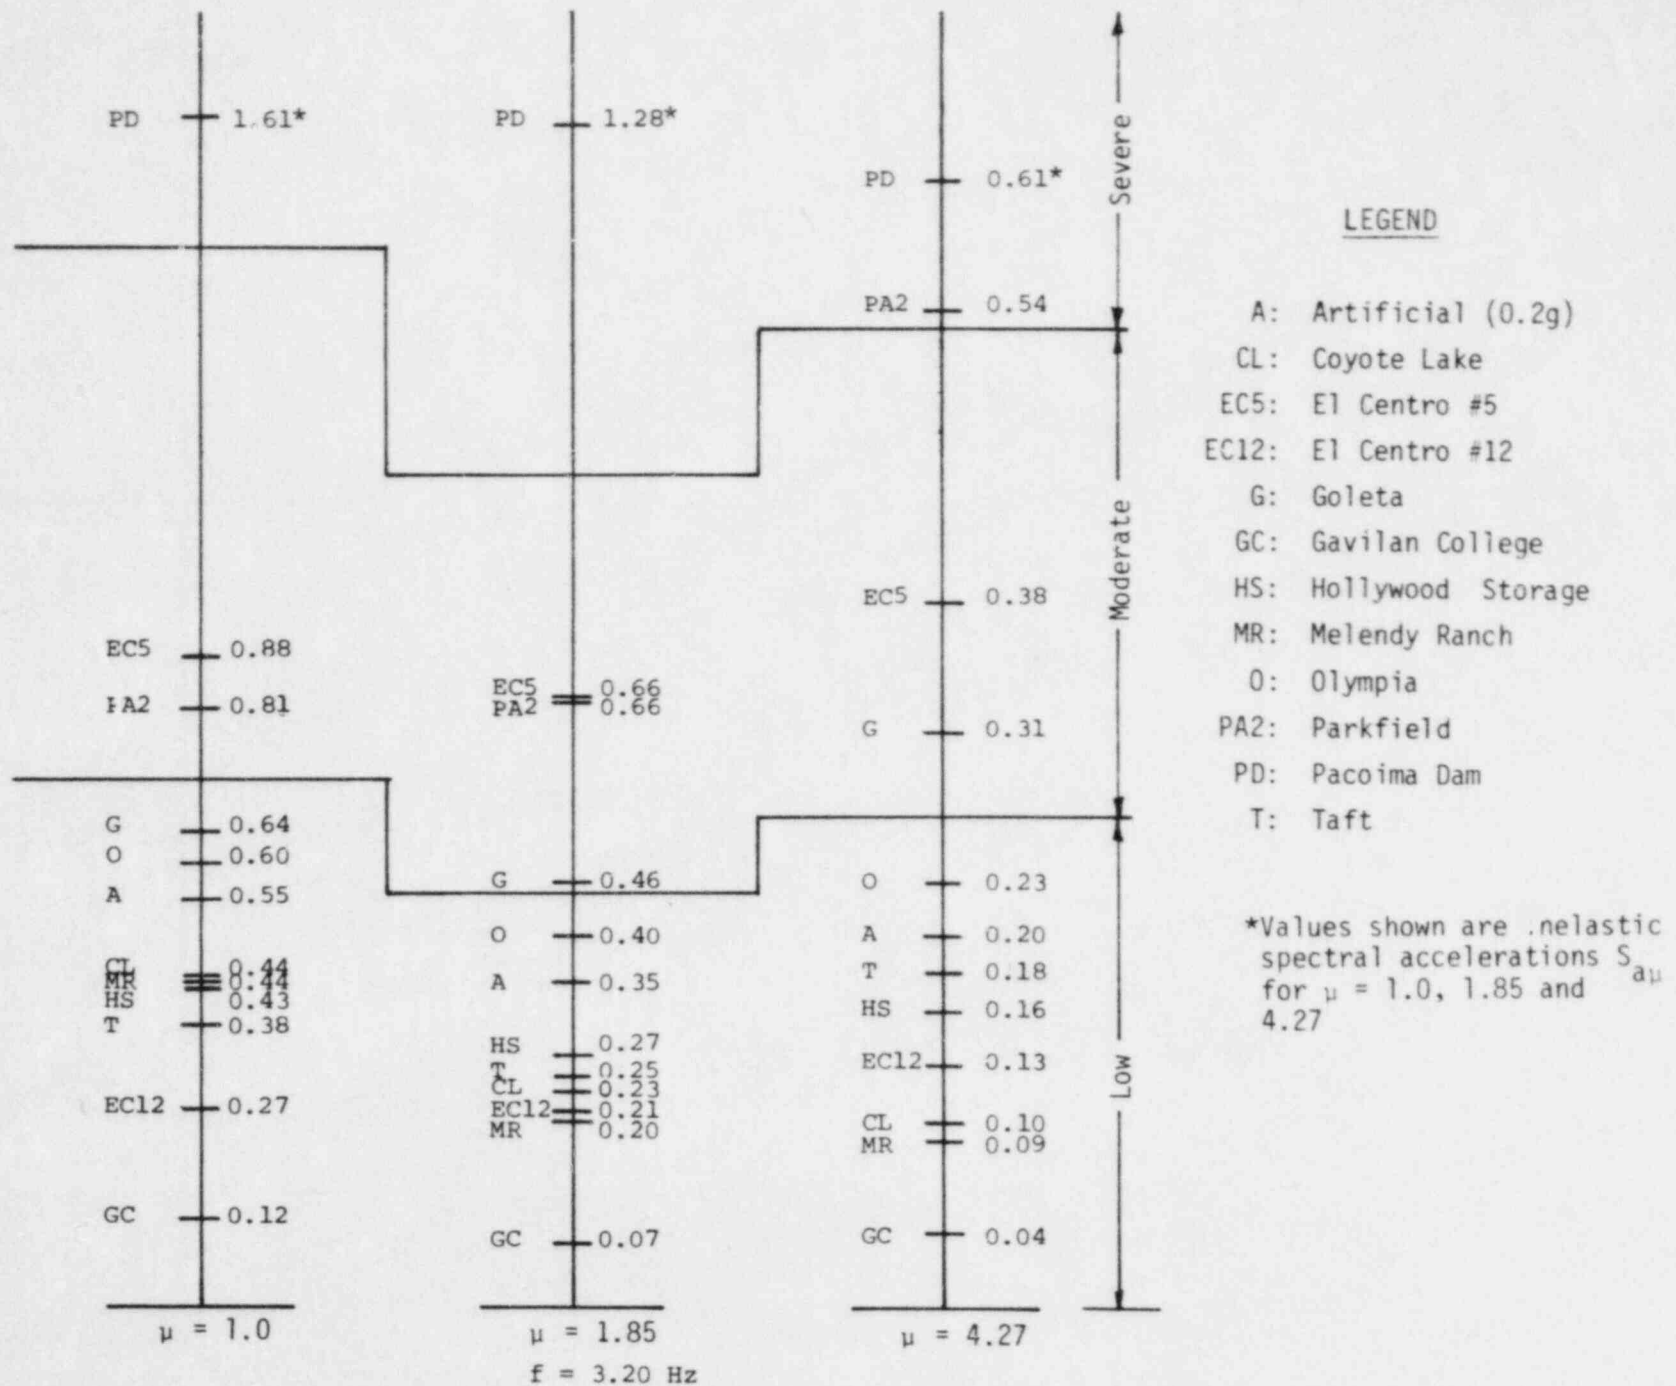 PD 1.61*
EC5 0.88
PA2 0.81
G 0.64
O 0.60
A 0.55
CL 0.44
MR 0.44
HS 0.43
T 0.38
EC12 0.27
GC 0.12
μ = 1.0
PD 1.28*
EC5 0.66
PA2 0.66
G 0.46
O 0.40
A 0.35
HS 0.27
T 0.25
CL 0.23
EC12 0.21
MR 0.20
GC 0.07
μ = 1.85
f = 3.20 Hz
PD 0.61*
PA2 0.54
EC5 0.38
G 0.31
O 0.23
A 0.20
T 0.18
HS 0.16
EC12 0.13
CL 0.10
MR 0.09
GC 0.04
μ = 4.27
Severe
Moderate
Low
LEGEND
A: Artificial (0.2g)
CL: Coyote Lake
EC5: El Centro #5
EC12: El Centro #12
G: Goleta
GC: Gavilan College
HS: Hollywood Storage
MR: Melendy Ranch
O: Olympia
PA2: Parkfield
PD: Pacoima Dam
T: Taft
*Values shown are .nelastic
spectral accelerations Saμ
for μ = 1.0, 1.85 and
4.27